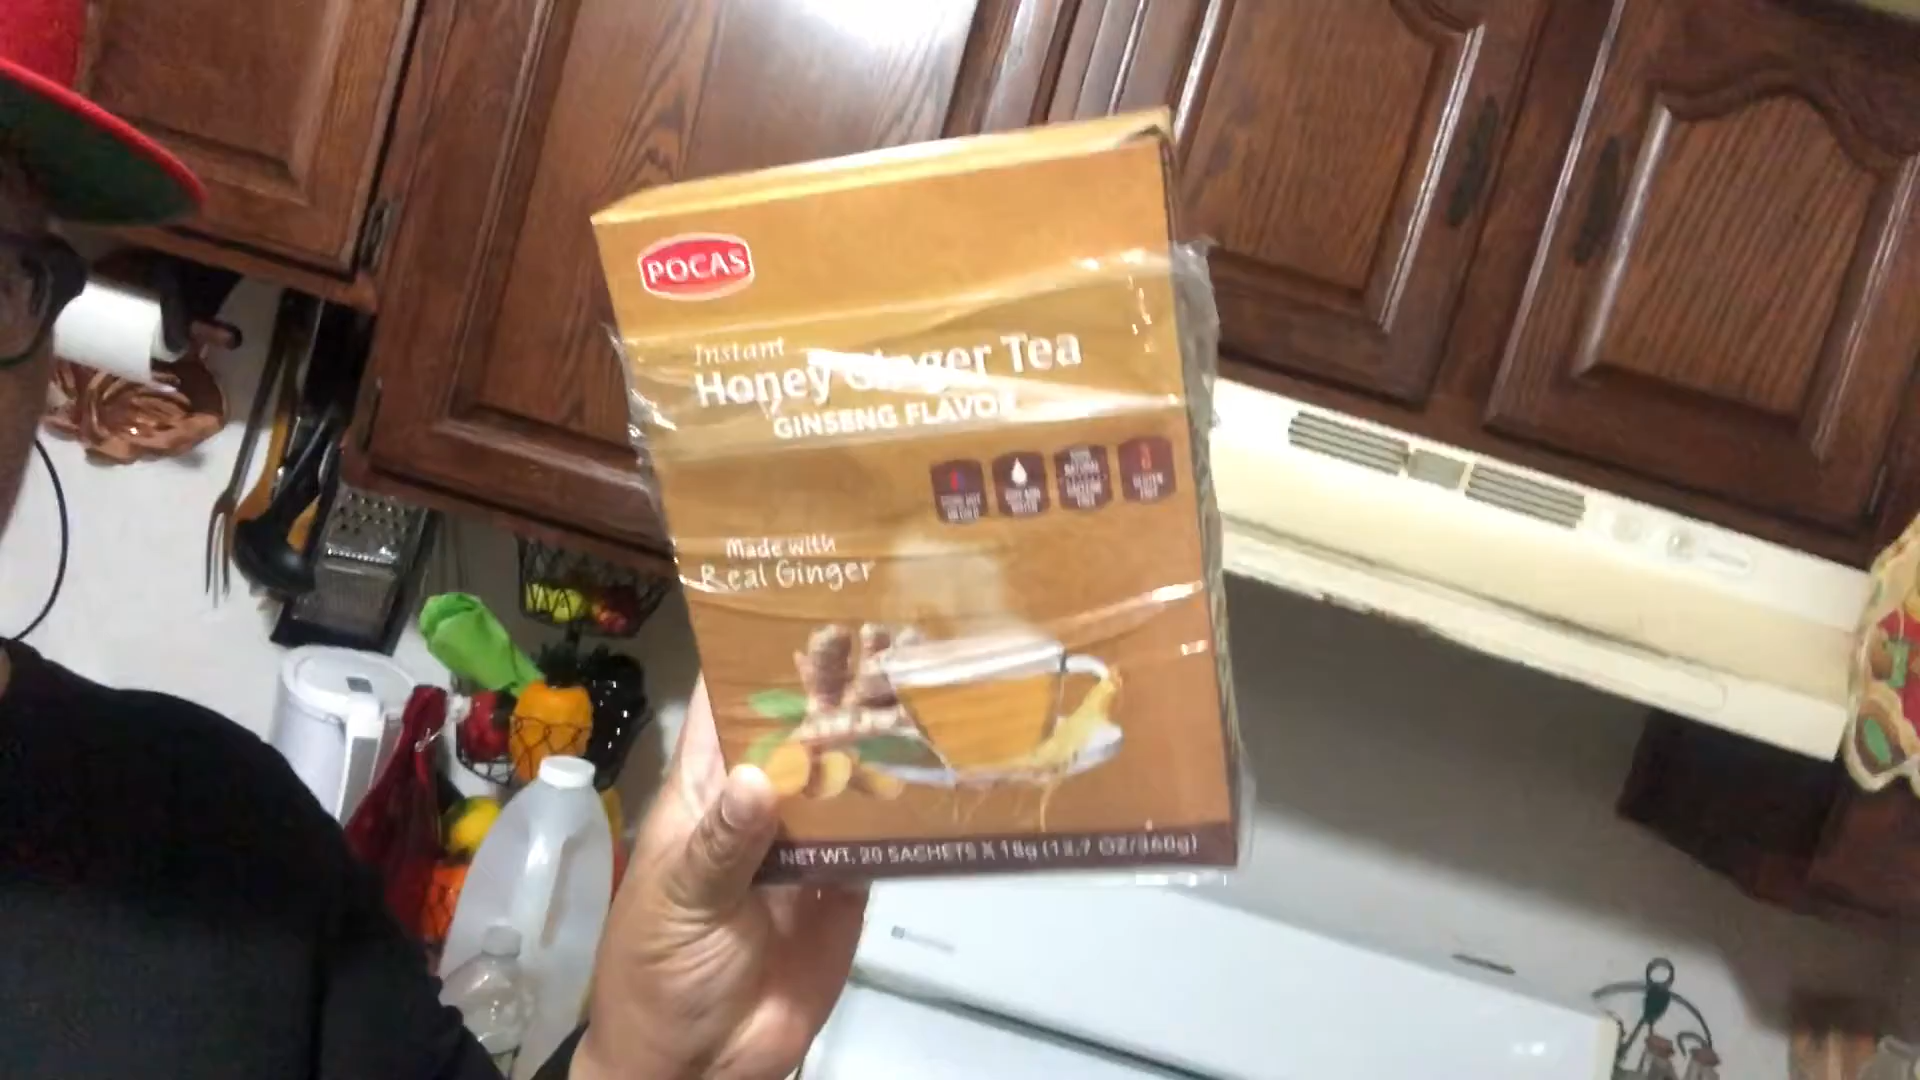 POCAS
Instant
Honey Ginger Tea
GINSENG FLAVOR
Made with
Real Ginger
NET WT. 20 SACHETS X 18g (12.7 OZ/360g)